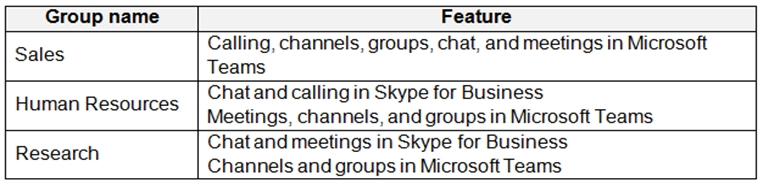 Group name Feature
Sales Calling, channels, groups, chat, and meetings in Microsoft
Teams
Human Resources Chat and calling in Skype for Business
Meetings, channels, and groups in Microsoft Teams
Research Chat and meetings in Skype for Business
Channels and groups in Microsoft Teams